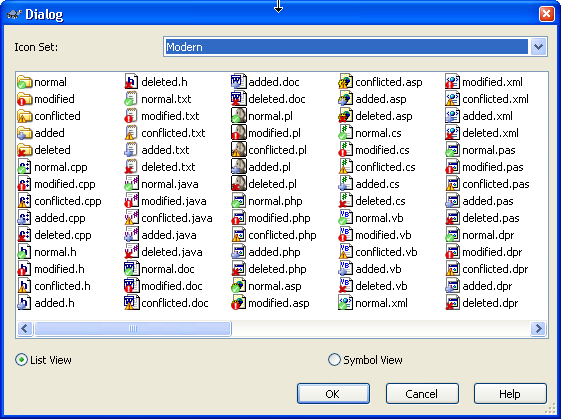 Dialog
Icon Set:
Modern
normal
modified
conflicted
added
deleted
normal.cpp
modified.cpp
conflicted.cpp
added.cpp
deleted.cpp
normal.h
modified.h
conflicted.h
added.h
deleted.h
normal.txt
modified.txt
conflicted.txt
added.txt
deleted.txt
normal.java
modified.java
conflicted.java
added.java
deleted.java
normal.doc
modified.doc
conflicted.doc
added.doc
deleted.doc
normal.pl
modified.pl
conflicted.pl
added.pl
deleted.pl
normal.php
modified.php
conflicted.php
added.php
deleted.php
normal.asp
modified.asp
conflicted.asp
added.asp
deleted.asp
normal.cs
modified.cs
conflicted.cs
added.cs
deleted.cs
normal.vb
modified.vb
conflicted.vb
added.vb
deleted.vb
normal.xml
modified.xml
conflicted.xml
added.xml
deleted.xml
normal.pas
modified.pas
conflicted.pas
added.pas
deleted.pas
normal.dpr
modified.dpr
conflicted.dpr
added.dpr
deleted.dpr
List View
Symbol View
OK
Cancel
Help